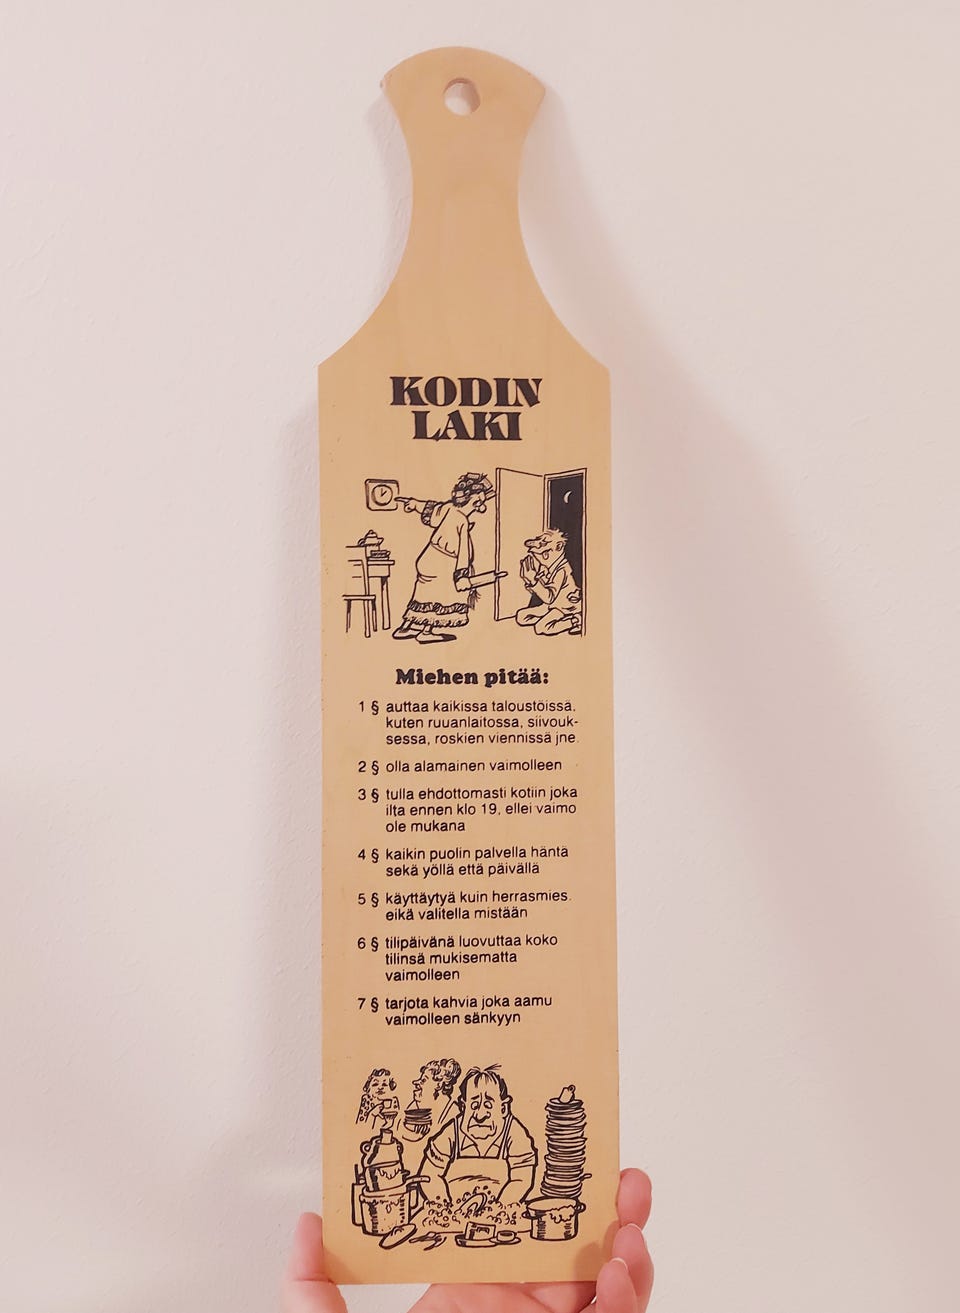 KODIN
LAKI
Miehen pitää:
1 § auttaa kaikissa taloustöissä,
kuten ruuanlaitossa, siivouk-
sessa, roskien viennissä jne.
2 § olla alamainen vaimolleen
3 § tulla ehdottomasti kotiin joka
ilta ennen klo 19, ellei vaimo
ole mukana
4 § kaikin puolin palvella häntä
sekä yöllä että päivällä
5 § käyttäytyä kuin herrasmies,
eikä valitella mistään
6 § tilipäivänä luovuttaa koko
tilinsä mukisematta
vaimolleen
7 § tarjota kahvia joka aamu
vaimolleen sänkyyn